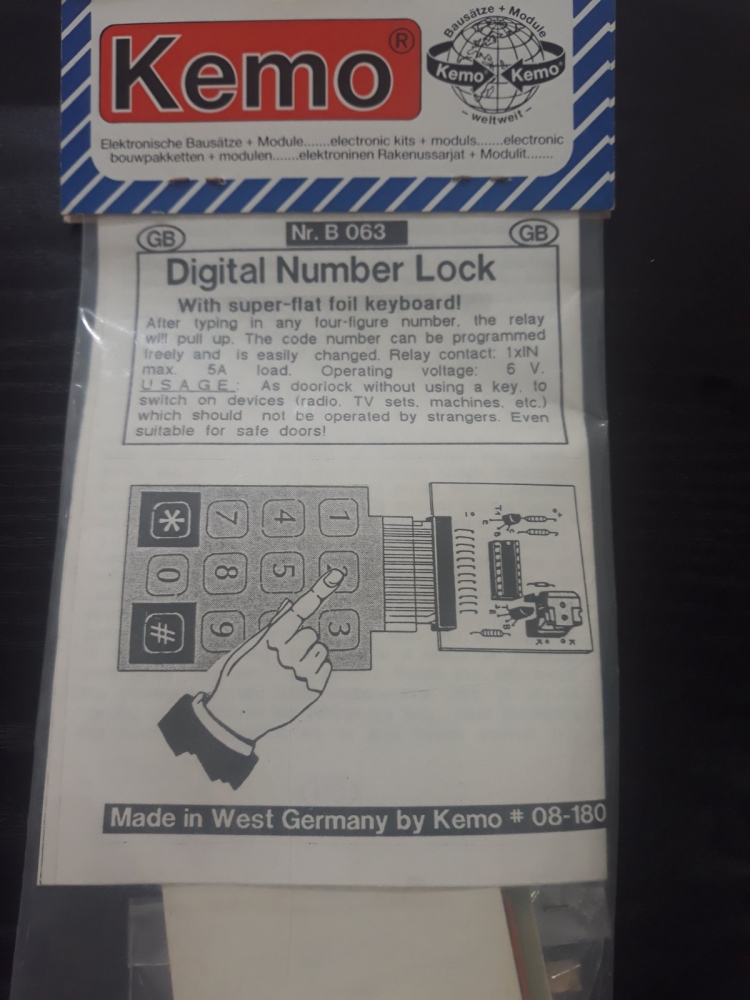 Kemo®
Bausätze + Module
Kemo Kemo
– weltweit –
Elektronische Bausätze + Module.......electronic kits + moduls.......electronic
bouwpakketten + modulen.......elektroninen Rakenussarjat + Modulit.......
GB Nr. B 063 GB
Digital Number Lock
With super-flat foil keyboard!
After typing in any four-figure number, the relay
will pull up. The code number can be programmed
freely and is easily changed. Relay contact: 1xIN
max. 5A load. Operating voltage: 6 V.
USAGE: As doorlock without using a key, to
switch on devices (radio, TV sets, machines, etc.)
which should not be operated by strangers. Even
suitable for safe doors!
* 7 4 1
0 8 5 2
# 9 3
T1
Made in West Germany by Kemo # 08-180